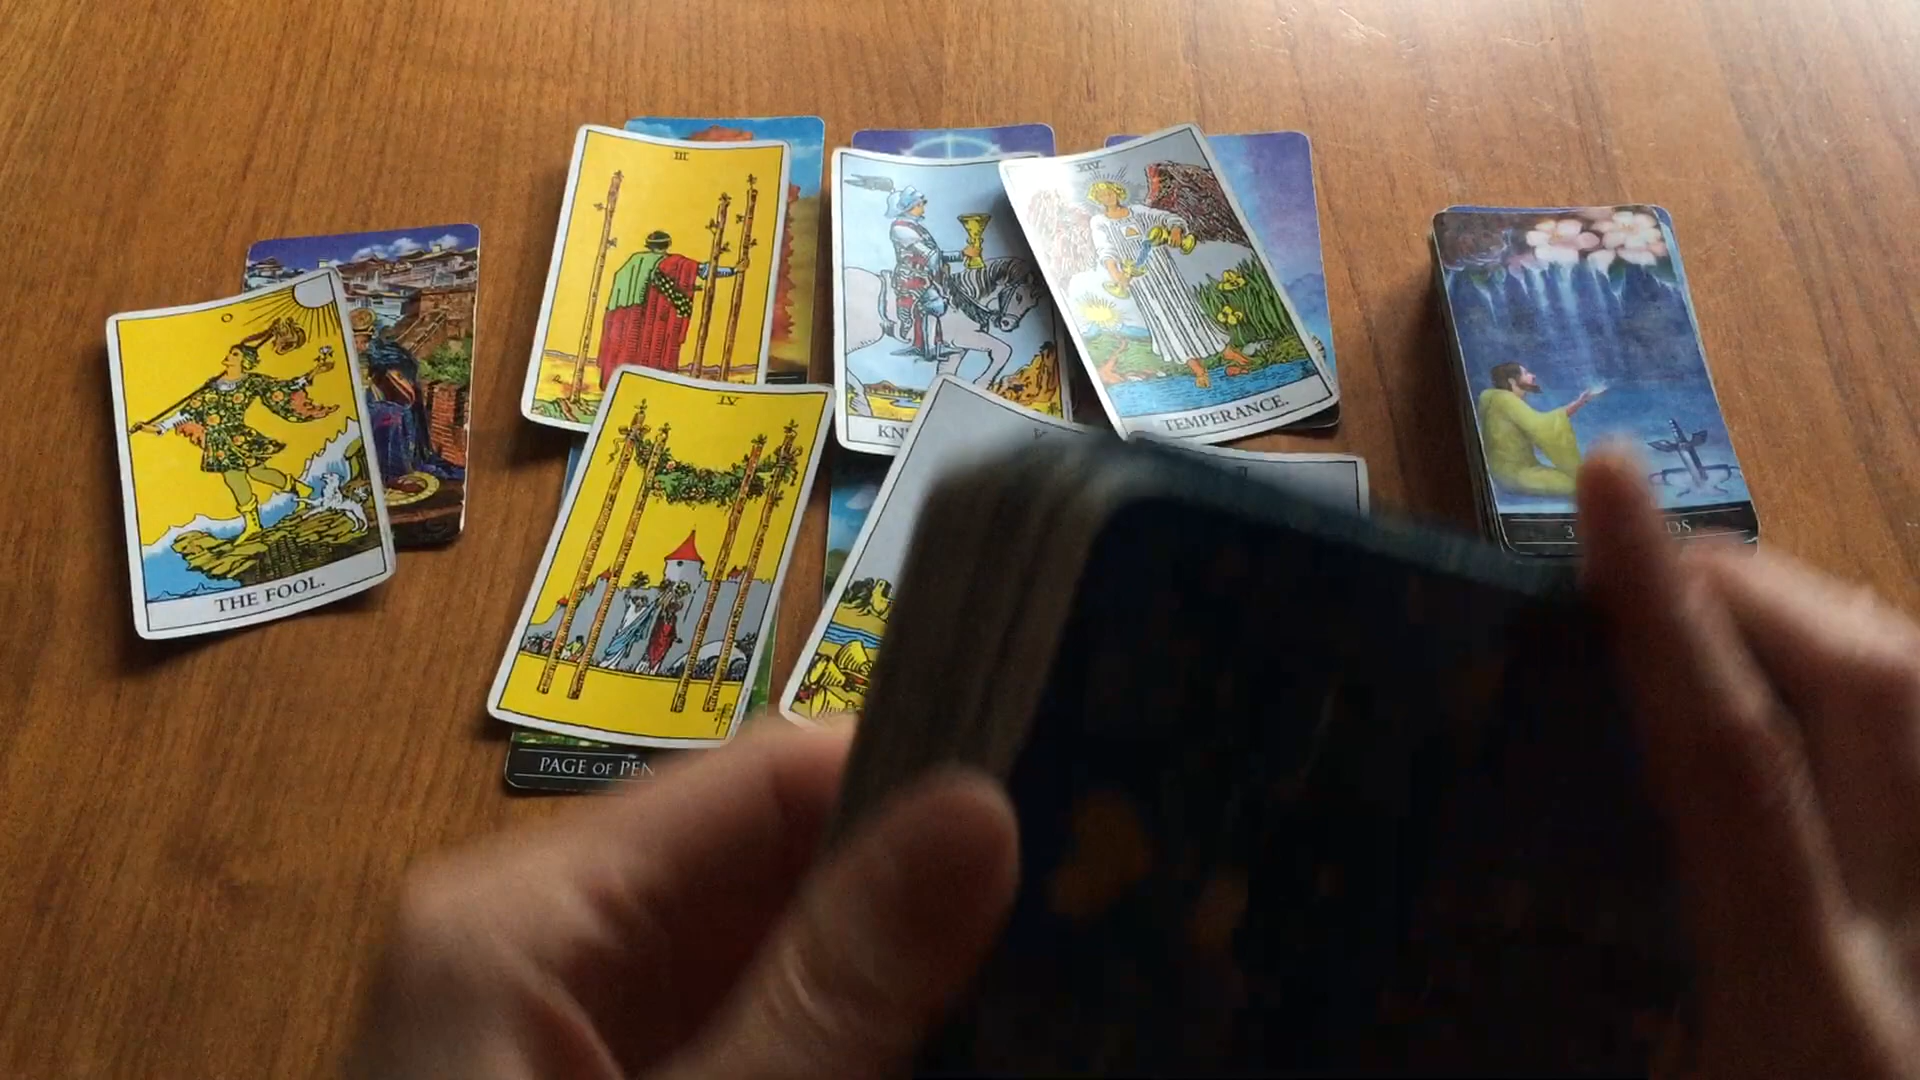 III
XIV
THE FOOL.
KN
TEMPERANCE.
IV
PAGE OF PEN
3
DS